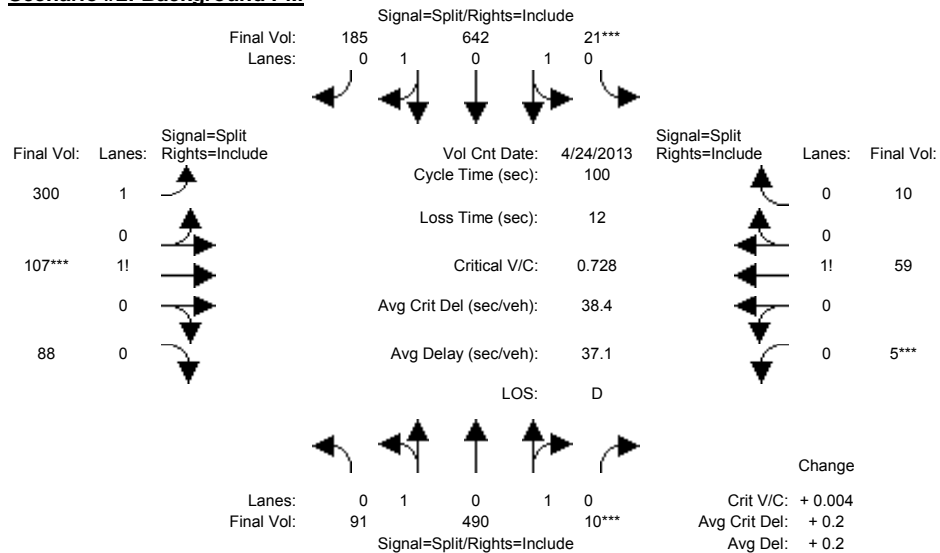 Signal=Split/Rights=Include
Final Vol: 185 642 21***
Lanes: 0 1 0 1 0
Signal=Split
Final Vol: Lanes: Rights=Include
Vol Cnt Date: 4/24/2013
Signal=Split
Rights=Include Lanes: Final Vol:
Cycle Time (sec): 100
300 1
0 10
Loss Time (sec): 12
0
0
107*** 1!
Critical V/C: 0.728
1! 59
0
Avg Crit Del (sec/veh): 38.4
0
88 0
Avg Delay (sec/veh): 37.1
0 5***
LOS: D
Change
Lanes: 0 1 0 1 0
Crit V/C: + 0.004
Final Vol: 91 490 10***
Avg Crit Del: + 0.2
Signal=Split/Rights=Include
Avg Del: + 0.2